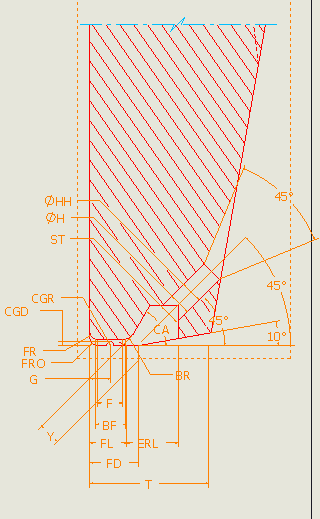 45°
ØHH
ØH
ST
CGR
CGD
45°
45°
CA
10°
FR
FRO
G
BR
F
BF
Y
FL
ERL
FD
T